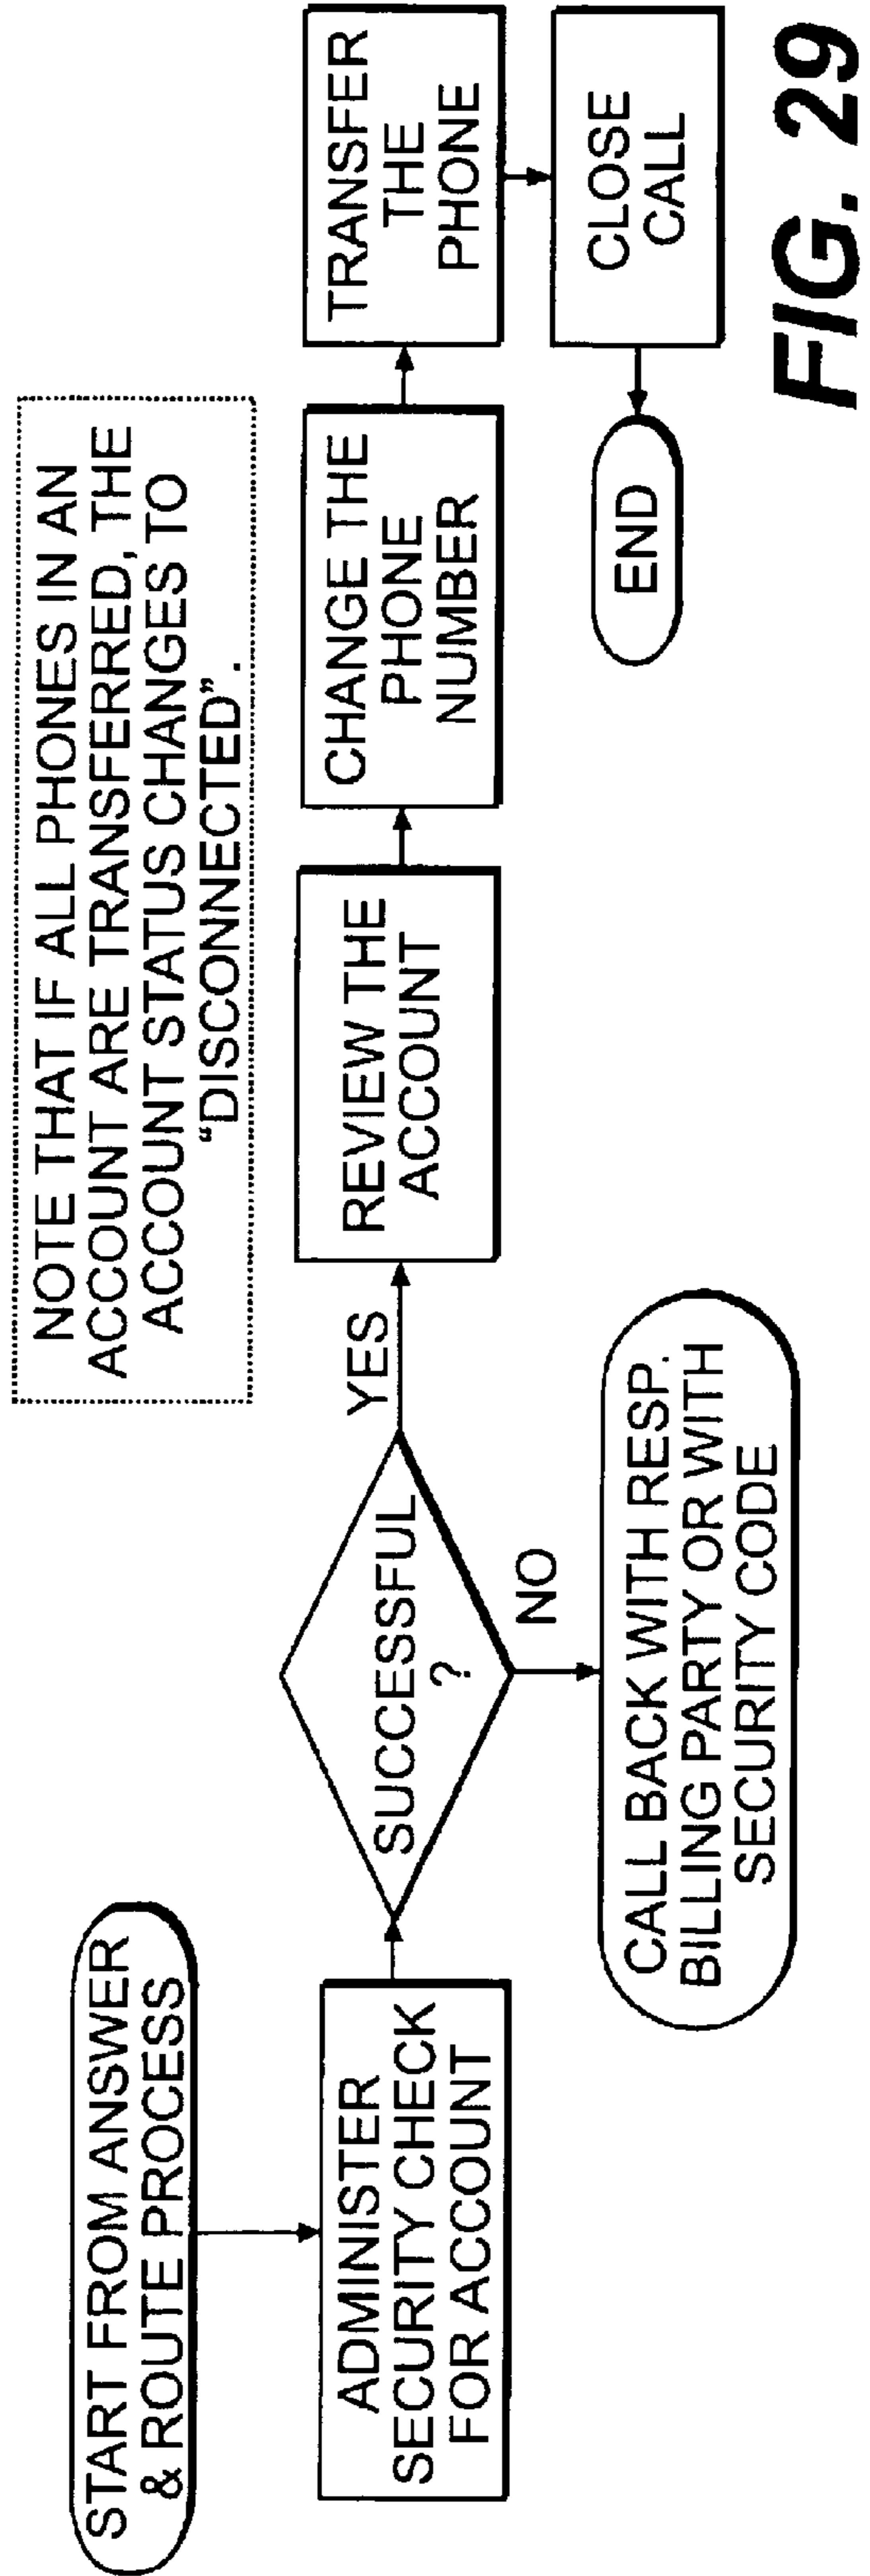 START FROM ANSWER
& ROUTE PROCESS
ADMINISTER
SECURITY CHECK
FOR ACCOUNT
SUCCESSFUL
?
YES
NO
CALL BACK WITH RESP.
BILLING PARTY OR WITH
SECURITY CODE
NOTE THAT IF ALL PHONES IN AN
ACCOUNT ARE TRANSFERRED, THE
ACCOUNT STATUS CHANGES TO
“DISCONNECTED”.
REVIEW THE
ACCOUNT
CHANGE THE
PHONE
NUMBER
TRANSFER
THE
PHONE
CLOSE
CALL
END
FIG. 29